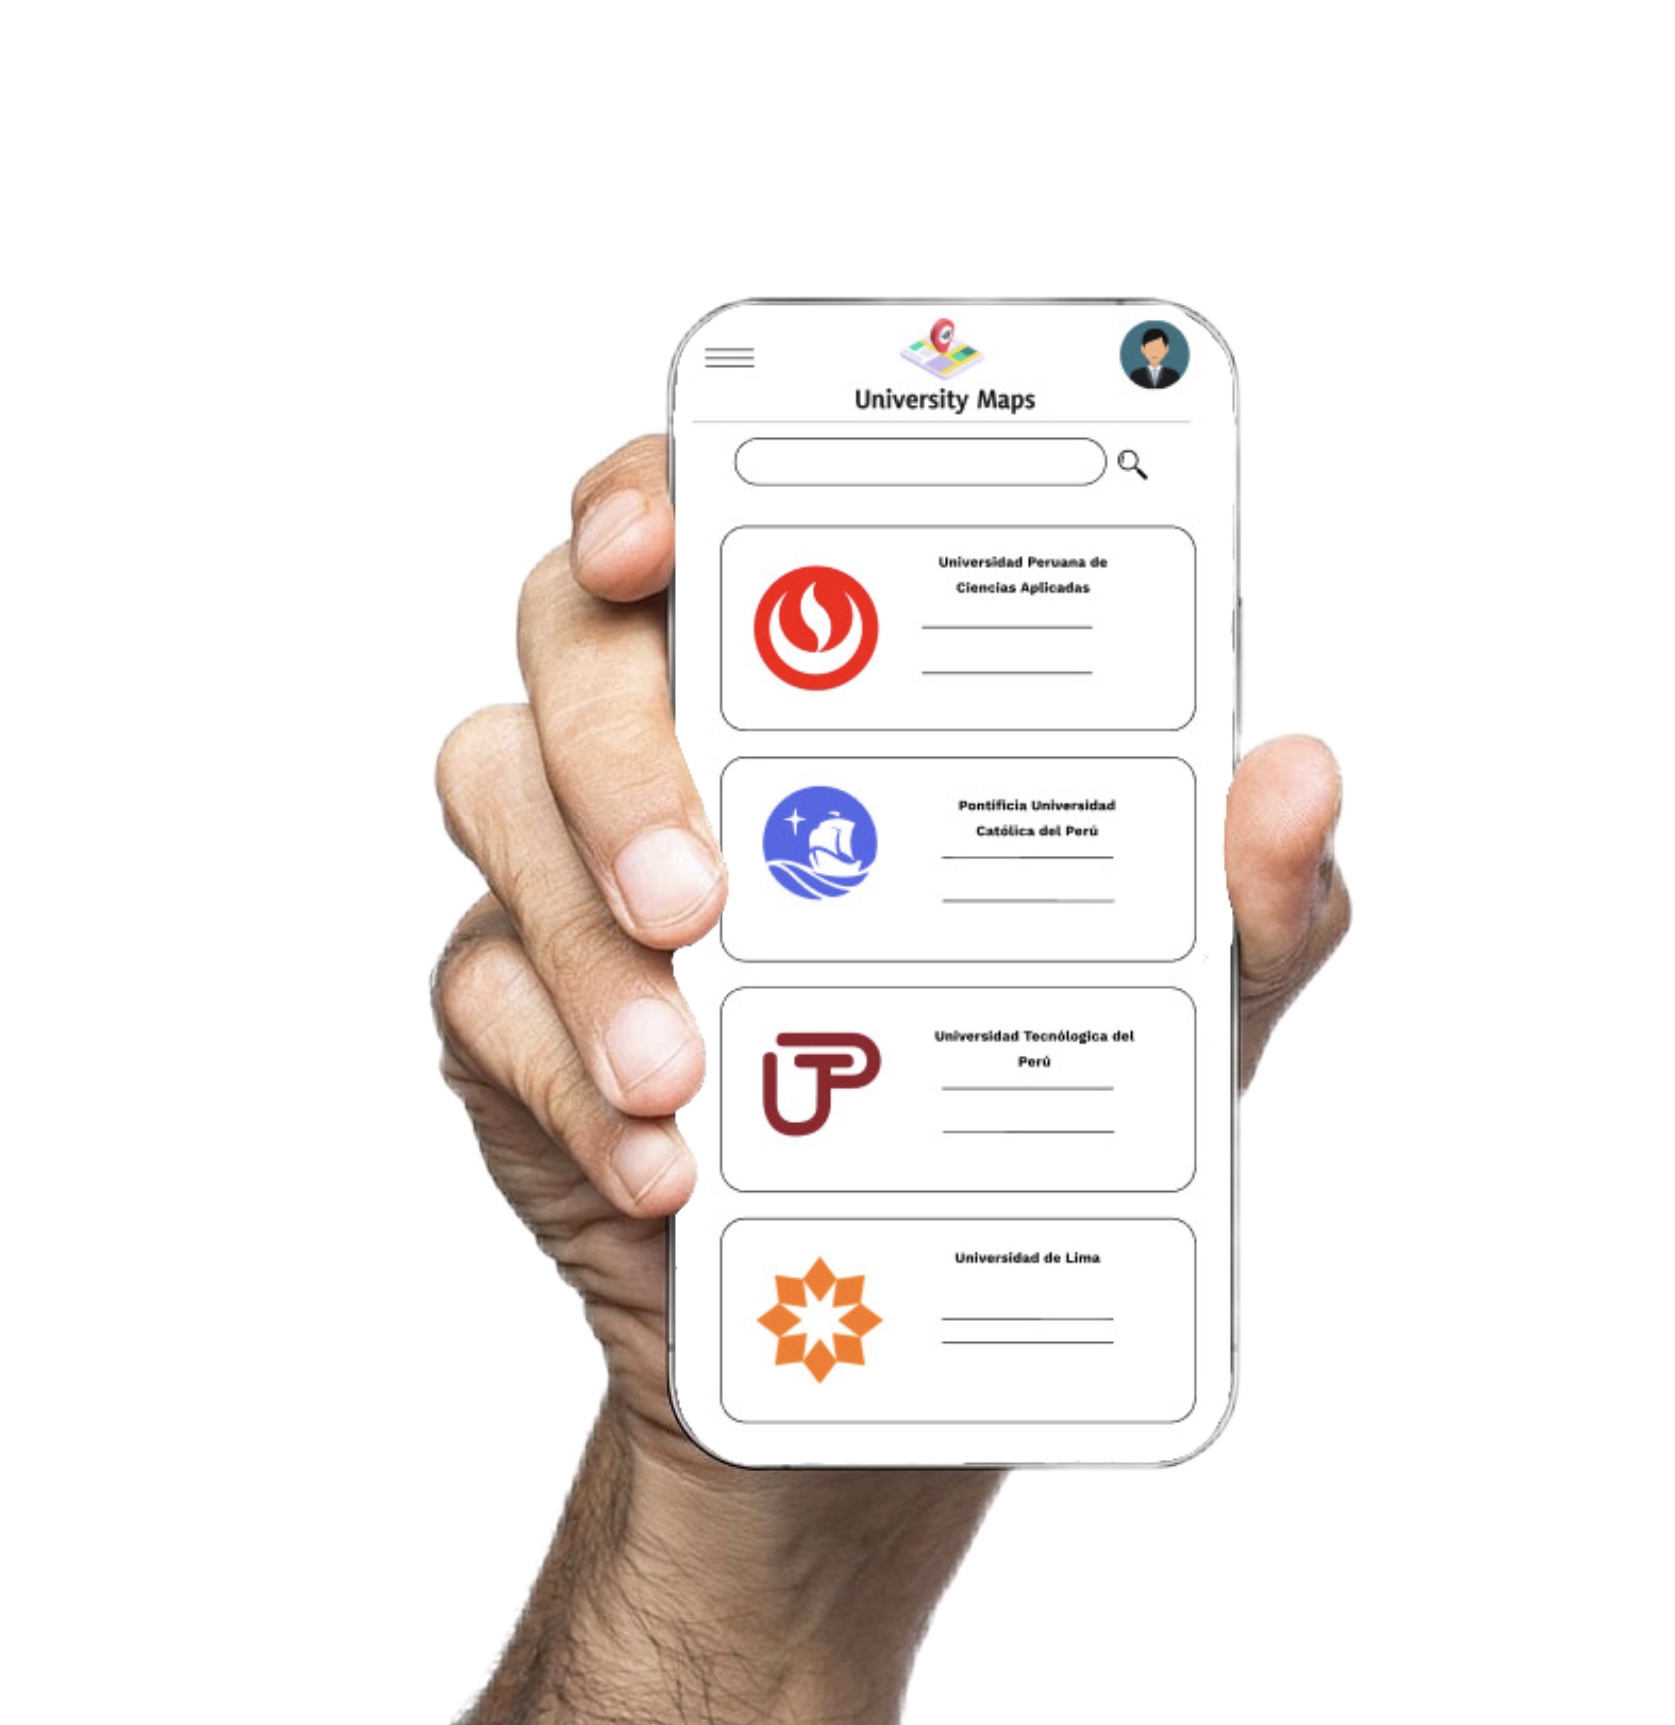 University Maps
Universidad Peruana de
Ciencias Aplicadas
Pontificia Universidad
Católica del Perú
UTP
Universidad Tecnólogica del
Perú
Universidad de Lima